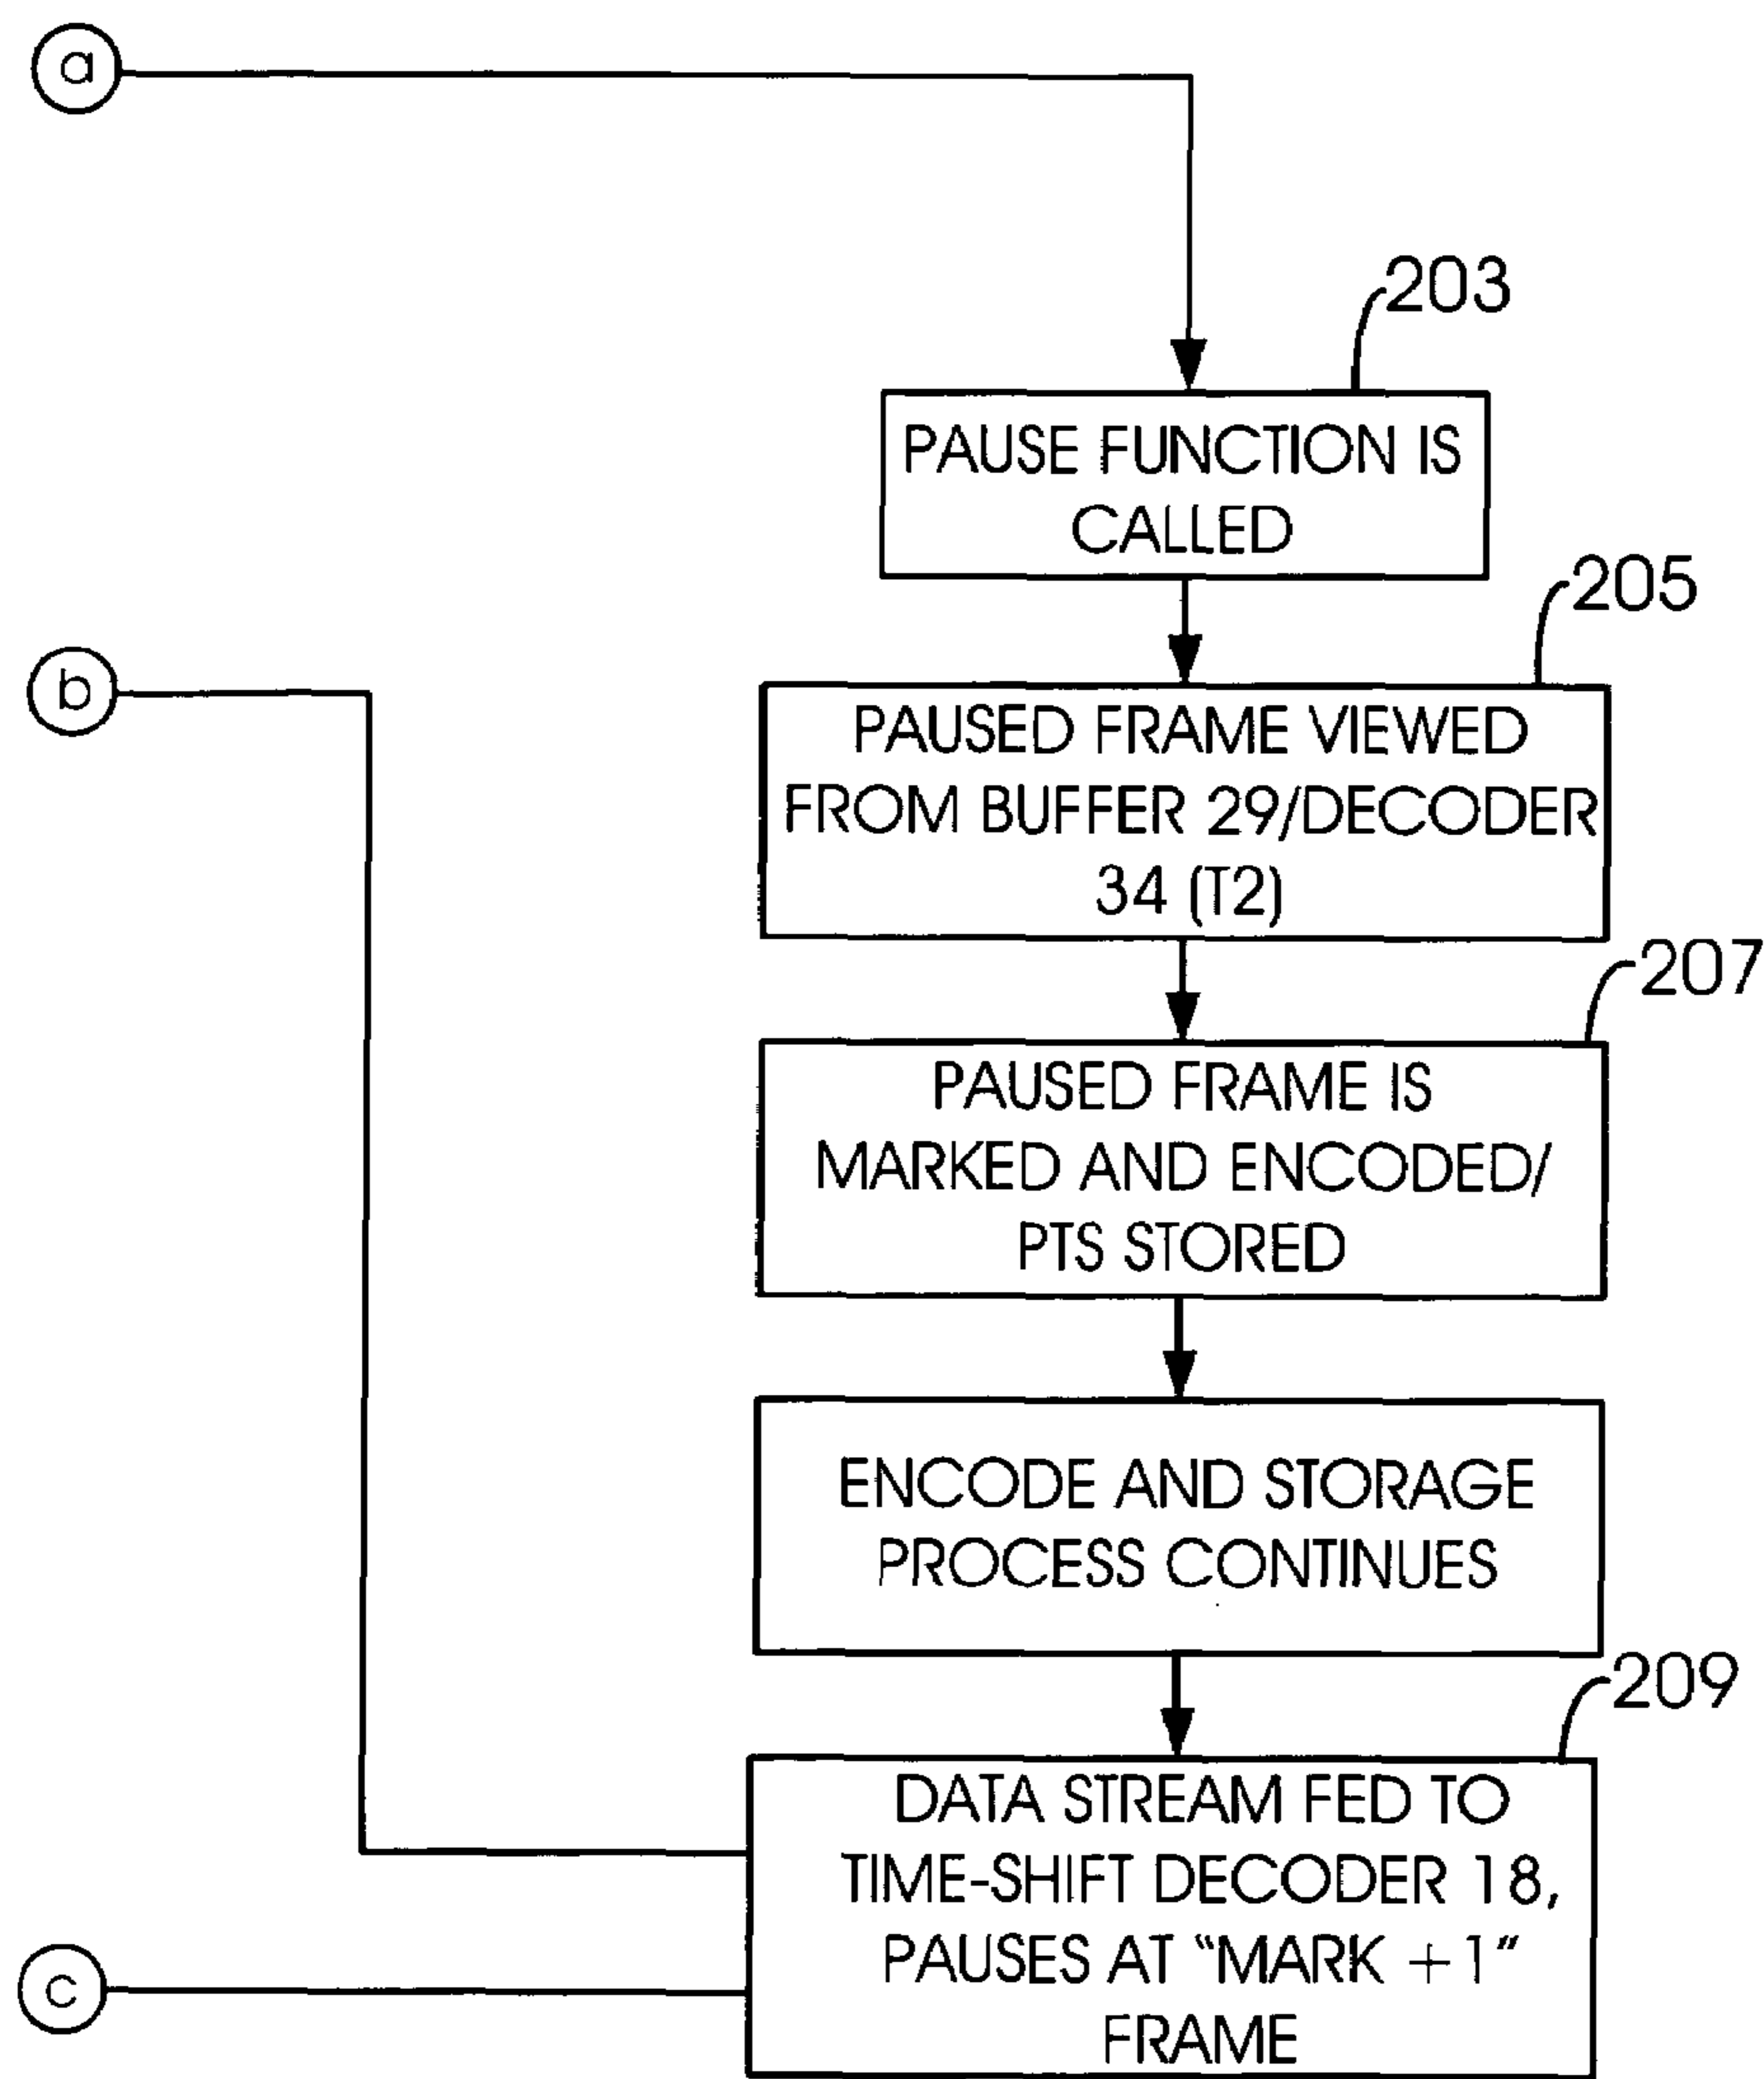 a
203
PAUSE FUNCTION IS
CALLED
205
b
PAUSED FRAME VIEWED
FROM BUFFER 29/DECODER
34 (T2)
207
PAUSED FRAME IS
MARKED AND ENCODED/
PTS STORED
ENCODE AND STORAGE
PROCESS CONTINUES
209
DATA STREAM FED TO
TIME-SHIFT DECODER 18,
PAUSES AT “MARK +1”
FRAME
c